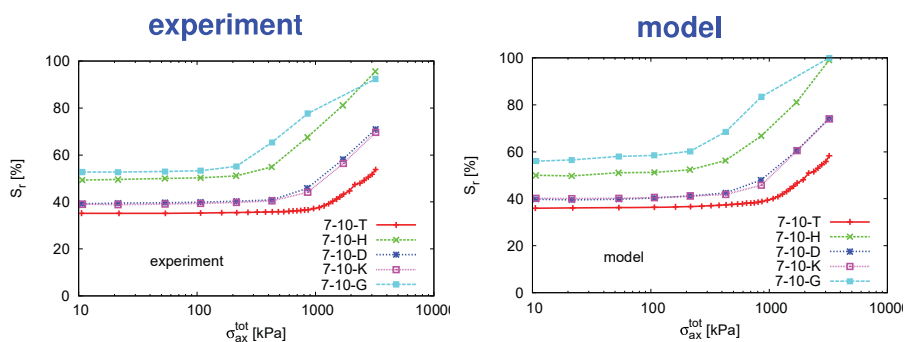 experiment
model
100
80
60
40
20
0
10
100
1000
10000
S_r [%]
σ_ax^tot [kPa]
experiment
7-10-T
7-10-H
7-10-D
7-10-K
7-10-G
100
80
60
40
20
0
10
100
1000
1000
S_r [%]
σ_ax^tot [kPa]
model
7-10-T
7-10-H
7-10-D
7-10-K
7-10-G